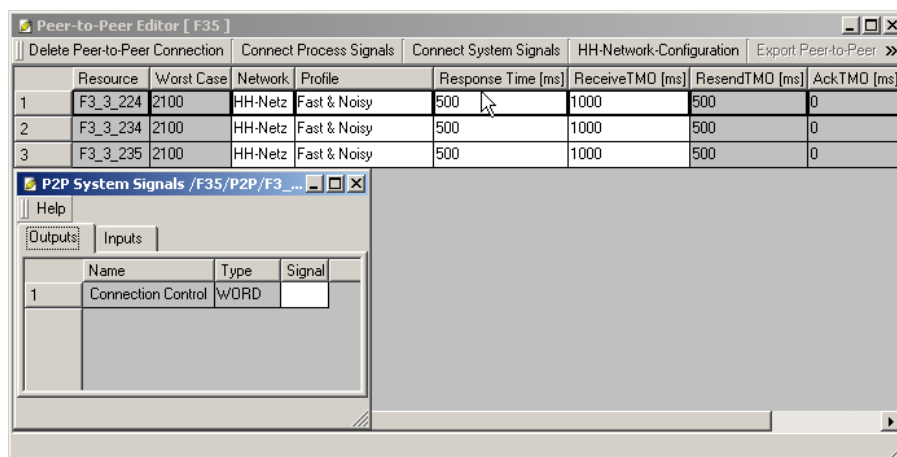 Peer-to-Peer Editor [ F35 ]
Delete Peer-to-Peer Connection Connect Process Signals Connect System Signals HH-Network-Configuration Export Peer-to-Peer »
Resource Worst Case Network Profile Response Time [ms] ReceiveTMO [ms] ResendTMO [ms] AckTMO [ms]
1 F3_3_224 2100 HH-Netz Fast & Noisy 500 1000 500 0
2 F3_3_234 2100 HH-Netz Fast & Noisy 500 1000 500 0
3 F3_3_235 2100 HH-Netz Fast & Noisy 500 1000 500 0
P2P System Signals /F35/P2P/F3_...
Help
Outputs Inputs
Name Type Signal
1 Connection Control WORD